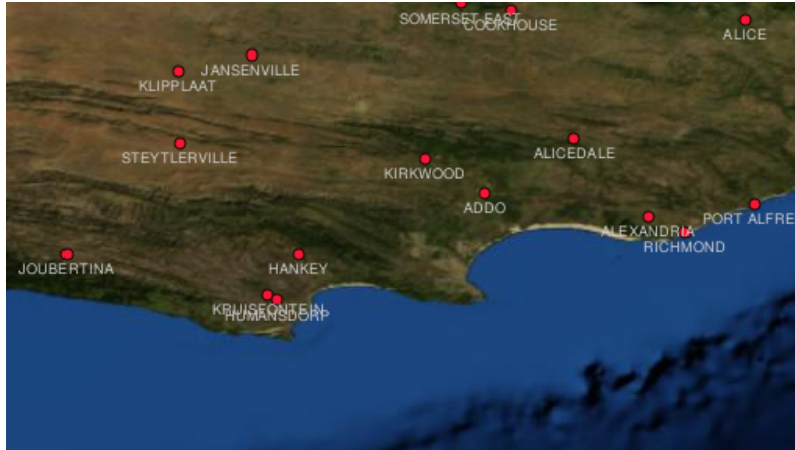 SOMERSET EAST
COOKHOUSE
ALICE
JANSENVILLE
KLIPPLAAT
STEYTLERVILLE
ALICEDALE
KIRKWOOD
ADDO
PORT ALFRE
ALEXANDRIA
RICHMOND
JOUBERTINA
HANKEY
KRUISFONTEIN
HUMANSDORP